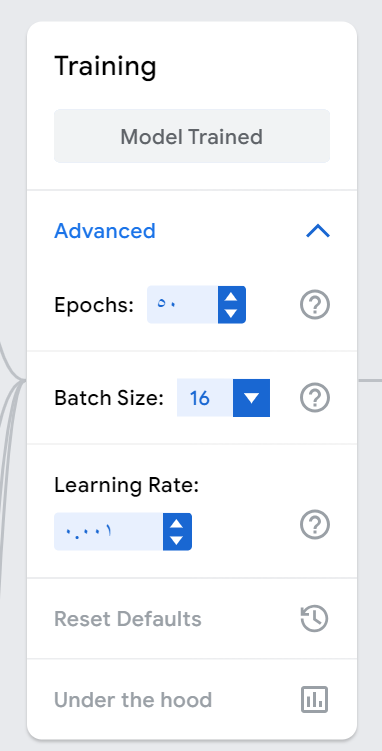 Training
Model Trained
Advanced
Epochs: ٥٠
Batch Size: 16
Learning Rate:
٠.٠٠١
Reset Defaults
Under the hood